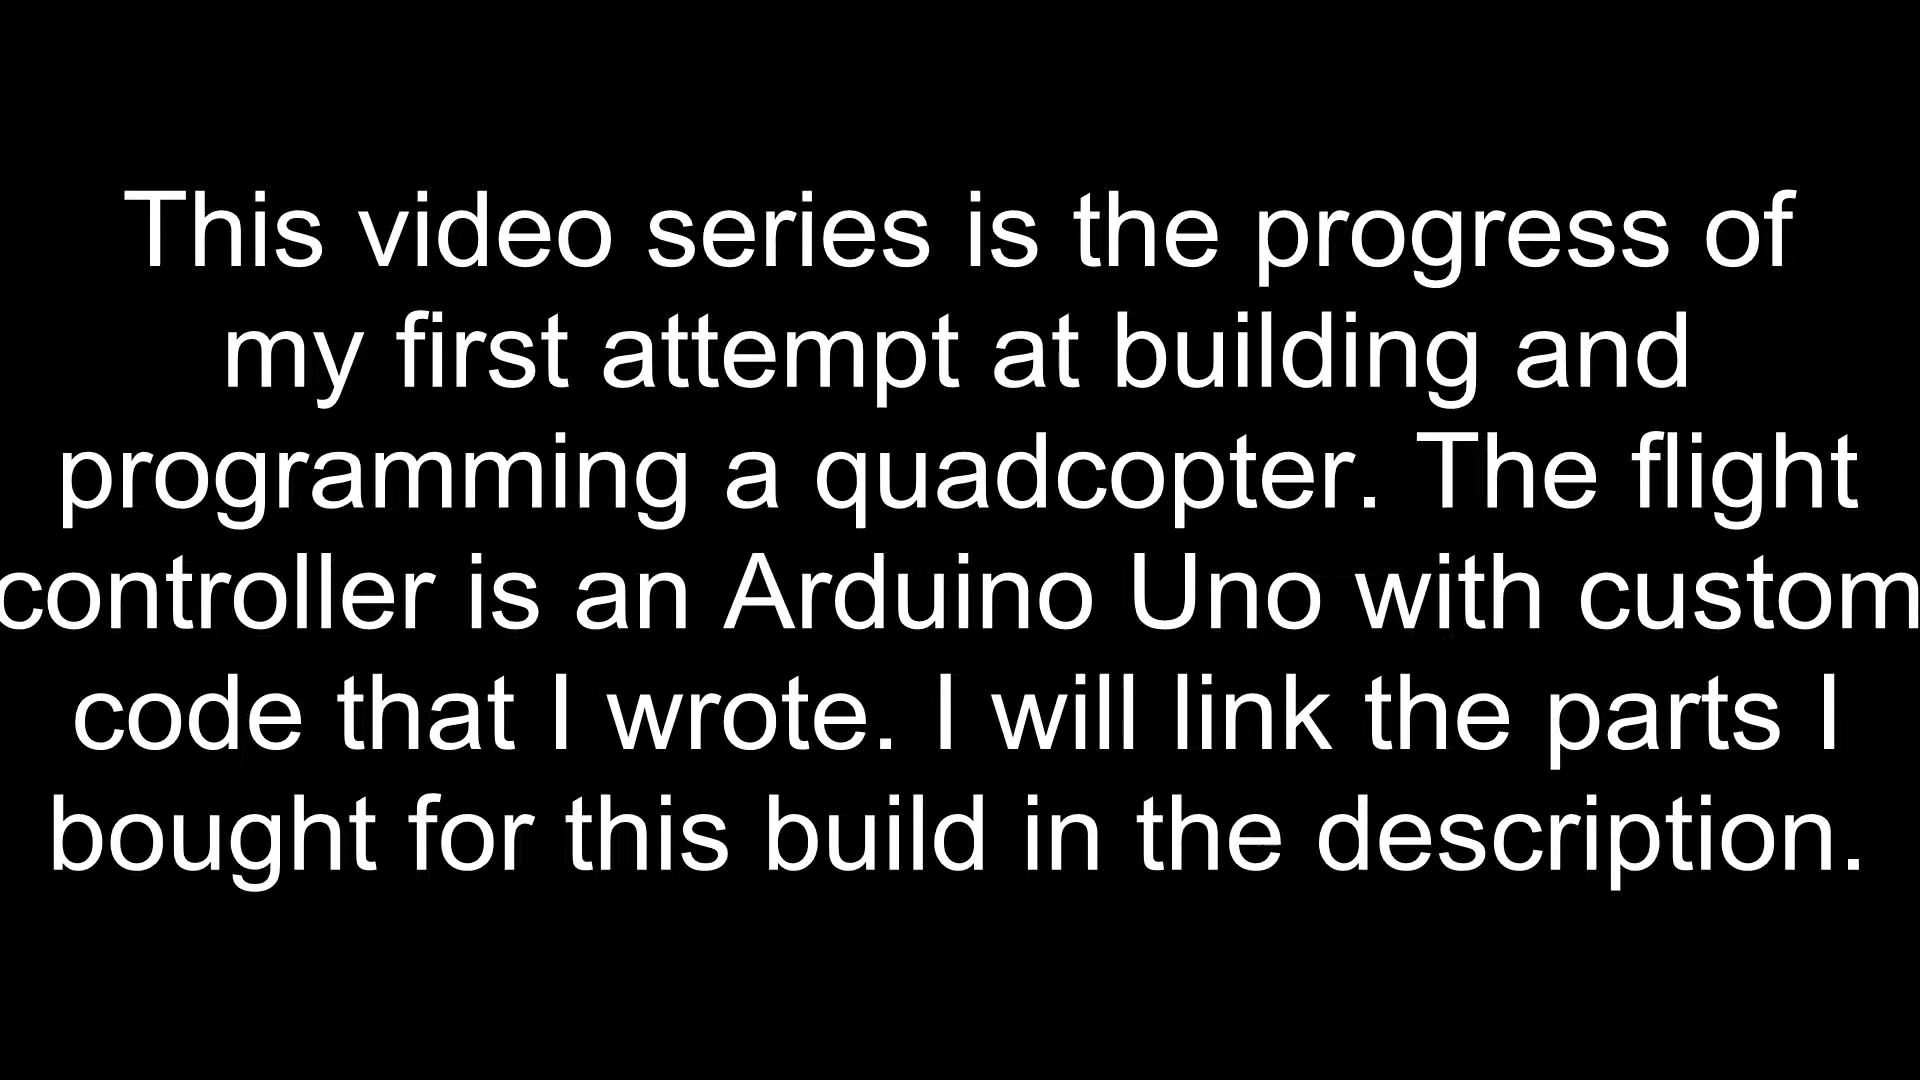 This video series is the progress of
my first attempt at building and
programming a quadcopter. The flight
controller is an Arduino Uno with custom
code that I wrote. I will link the parts I
bought for this build in the description.